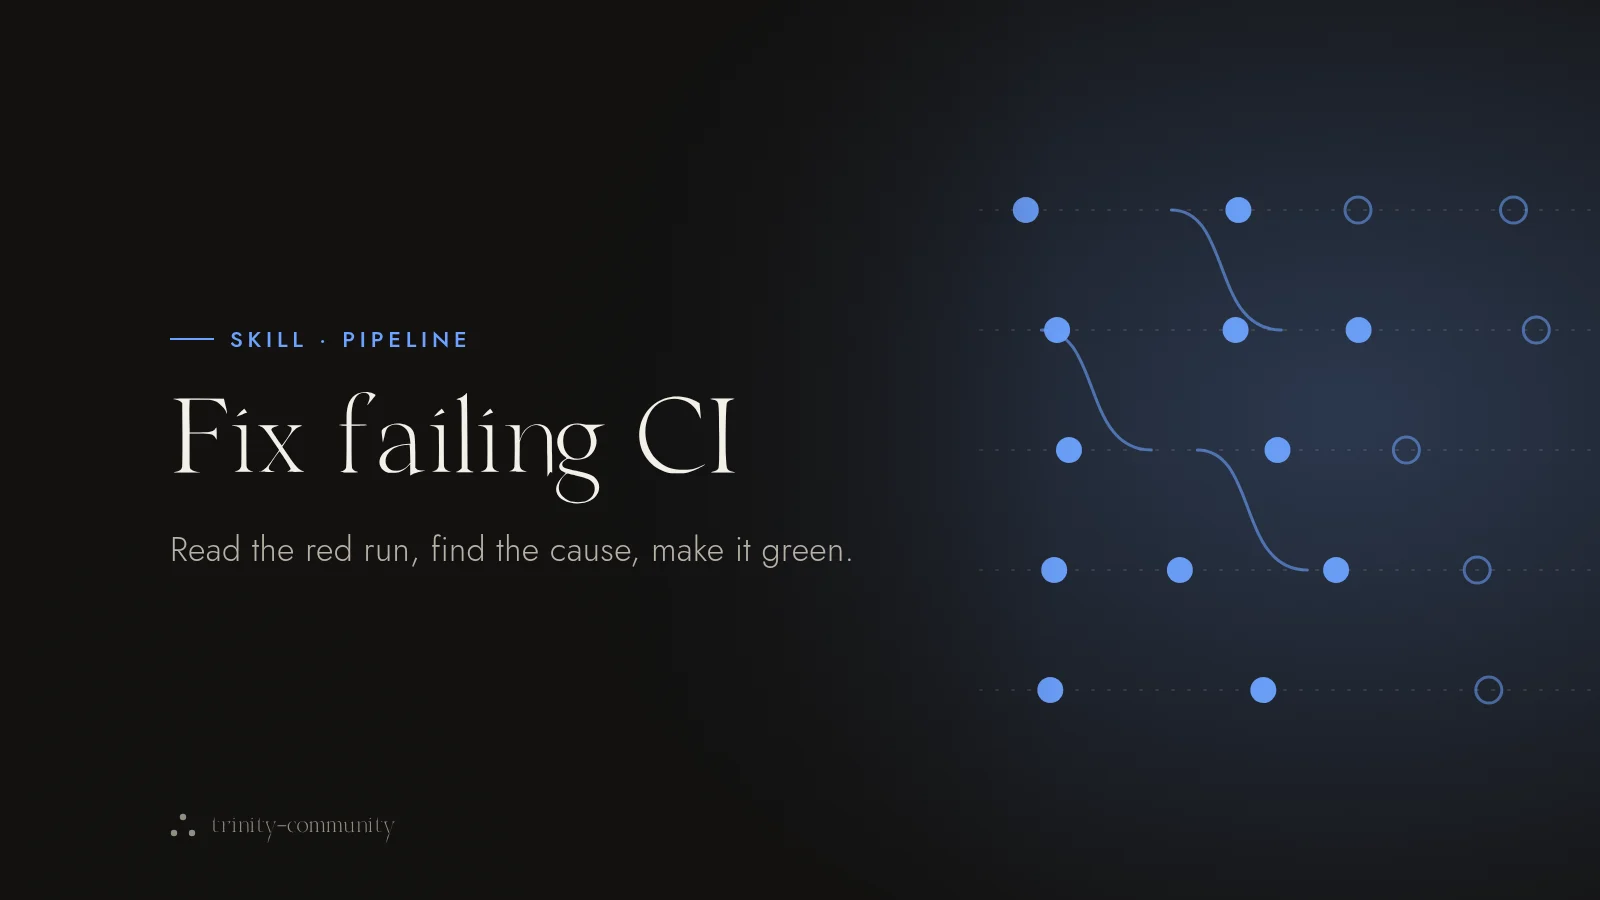 SKILL · PIPELINE
Fix failing CI
Read the red run, find the cause, make it green.
trinity-community